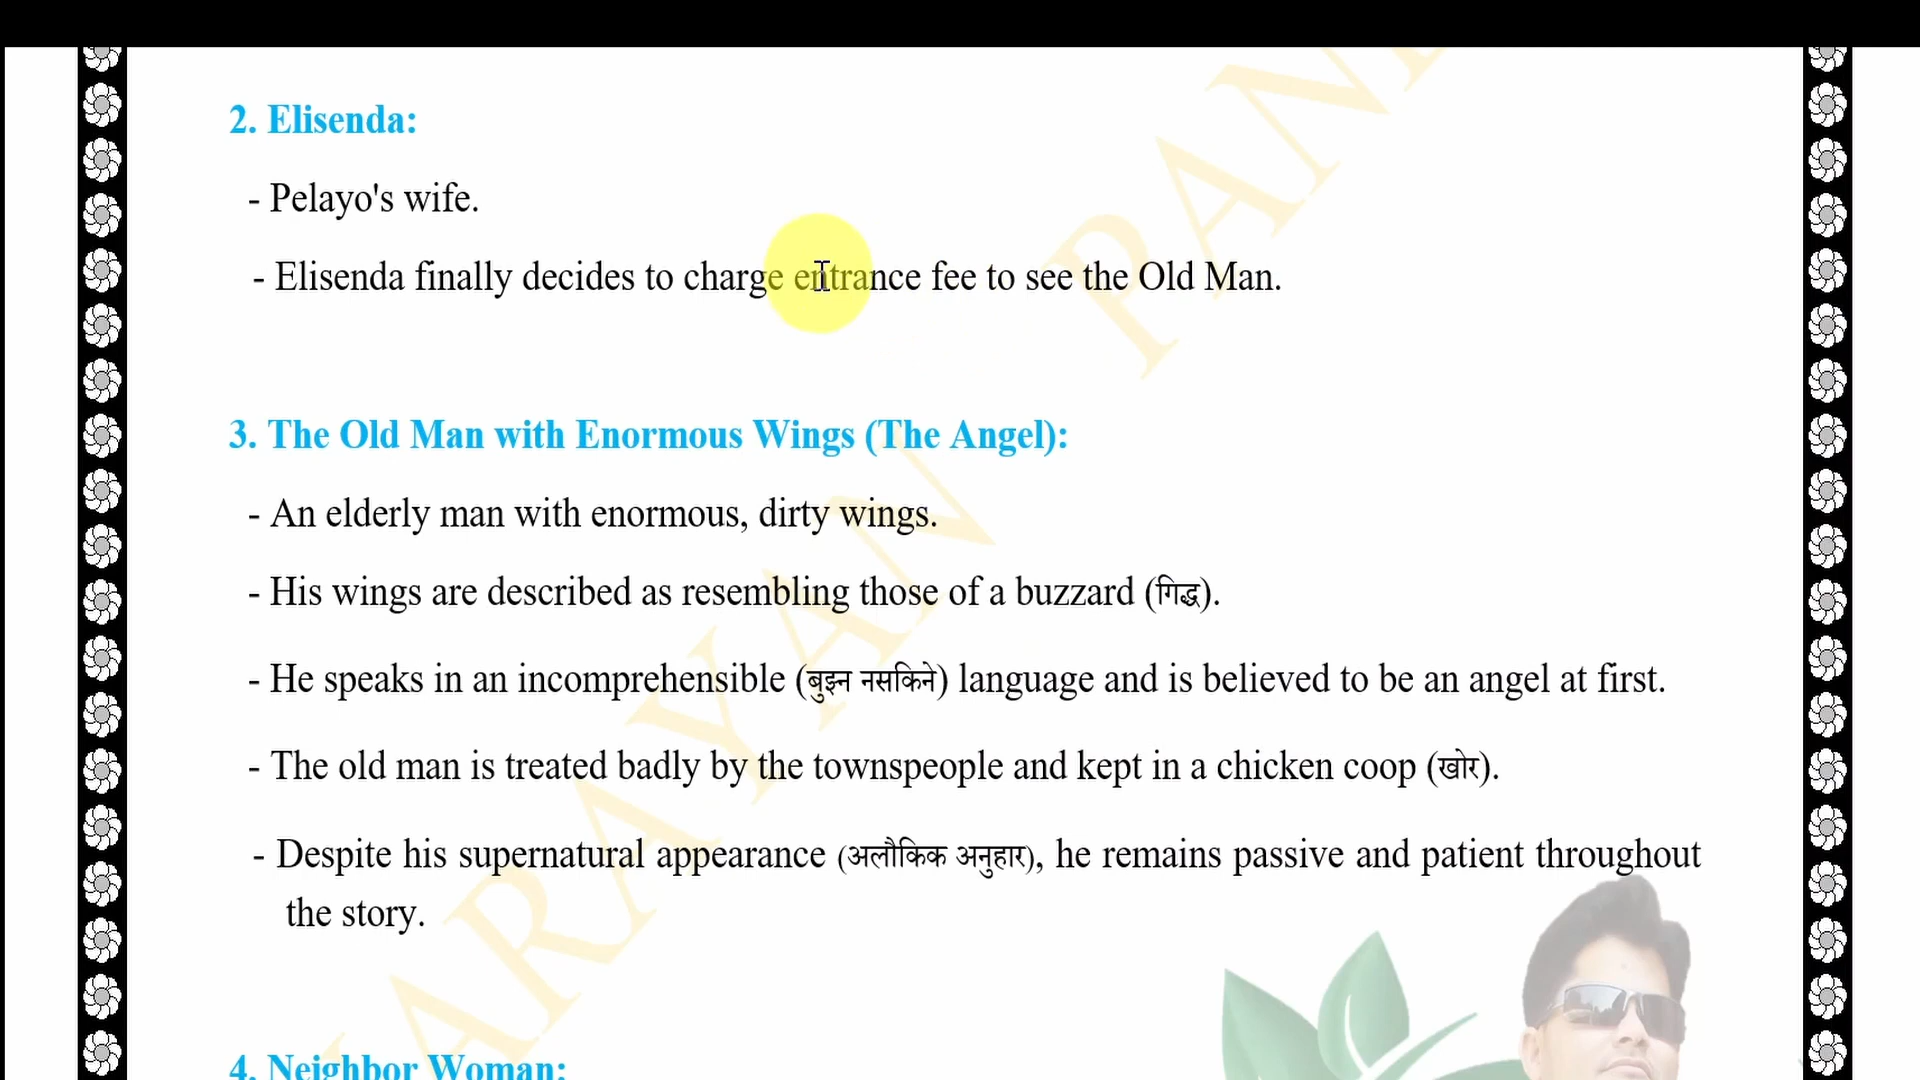 2. Elisenda:
- Pelayo's wife.
- Elisenda finally decides to charge entrance fee to see the Old Man.
3. The Old Man with Enormous Wings (The Angel):
- An elderly man with enormous, dirty wings.
- His wings are described as resembling those of a buzzard (गिद्ध).
- He speaks in an incomprehensible (बुझ्न नसकिने) language and is believed to be an angel at first.
- The old man is treated badly by the townspeople and kept in a chicken coop (खोर).
- Despite his supernatural appearance (अलौकिक अनुहार), he remains passive and patient throughout
the story.
4. Neighbor Woman: